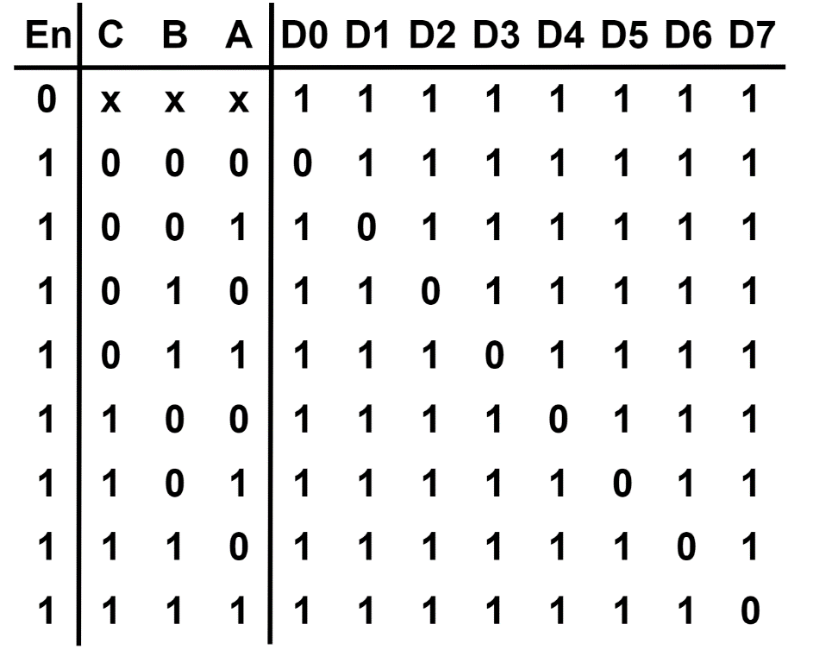 En C B A D0 D1 D2 D3 D4 D5 D6 D7
0 x x x 1 1 1 1 1 1 1 1
1 0 0 0 0 1 1 1 1 1 1 1
1 0 0 1 1 0 1 1 1 1 1 1
1 0 1 0 1 1 0 1 1 1 1 1
1 0 1 1 1 1 1 0 1 1 1 1
1 1 0 0 1 1 1 1 0 1 1 1
1 1 0 1 1 1 1 1 1 0 1 1
1 1 1 0 1 1 1 1 1 1 0 1
1 1 1 1 1 1 1 1 1 1 1 0